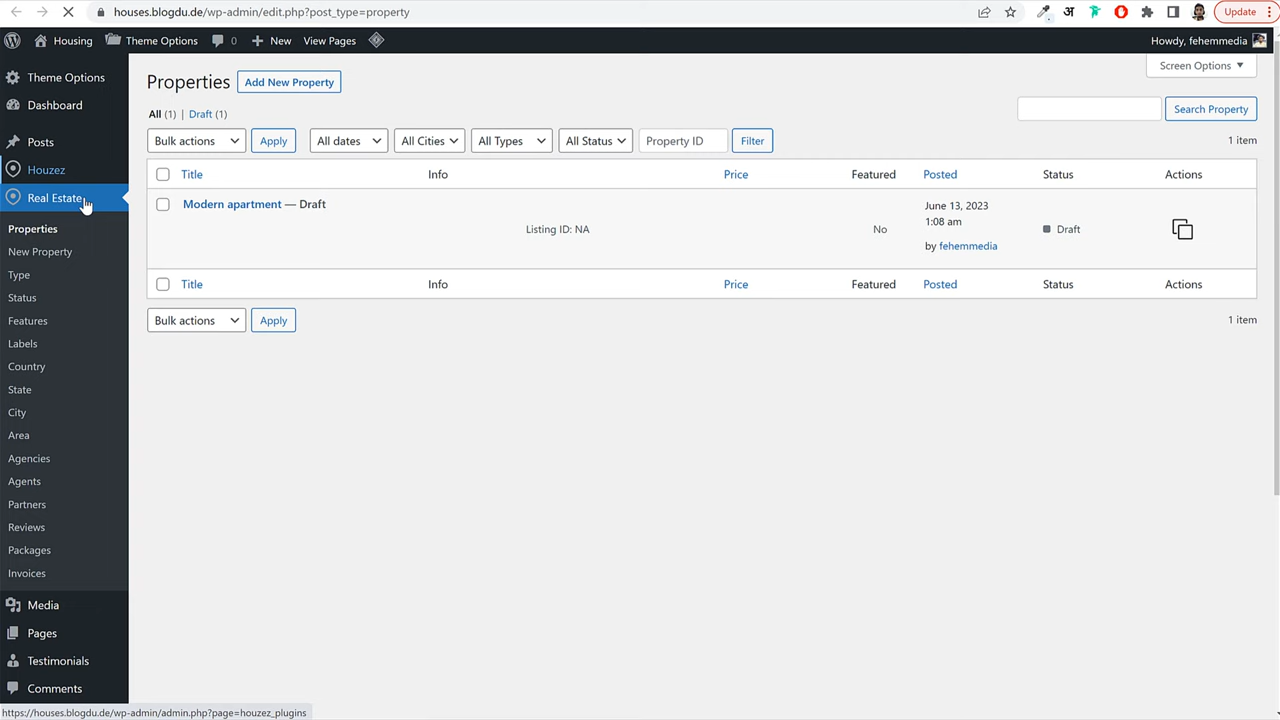 houses.blogdu.de/wp-admin/edit.php?post_type=property
अ
Update
Housing
Theme Options
0
New
View Pages
Howdy, fehemmedia
Theme Options
Dashboard
Posts
Houzez
Real Estate
Properties
New Property
Type
Status
Features
Labels
Country
State
City
Area
Agencies
Agents
Partners
Reviews
Packages
Invoices
Media
Pages
Testimonials
Comments
Screen Options
Properties
Add New Property
All (1) | Draft (1)
Search Property
Bulk actions
Apply
All dates
All Cities
All Types
All Status
Property ID
Filter
1 item
Title Info Price Featured Posted Status Actions
Modern apartment — Draft
Listing ID: NA
No
June 13, 2023
1:08 am
by fehemmedia
Draft
Title Info Price Featured Posted Status Actions
Bulk actions
Apply
1 item
https://houses.blogdu.de/wp-admin/admin.php?page=houzez_plugins